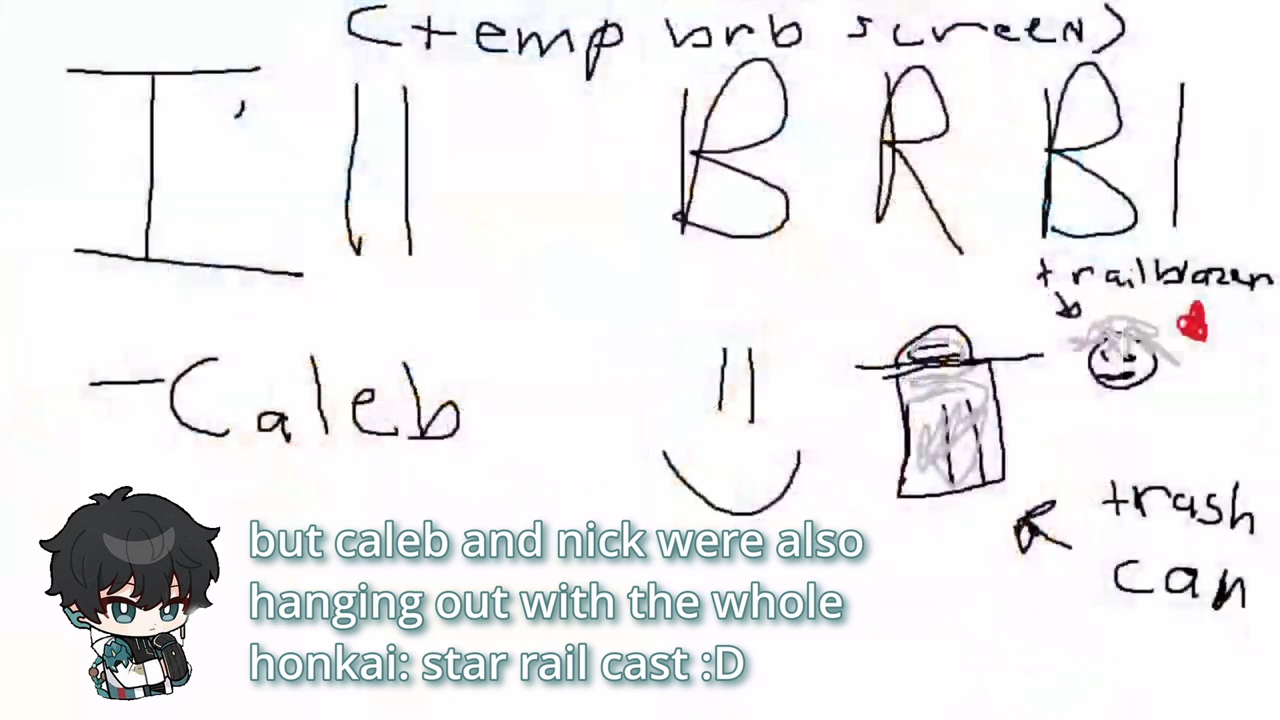 (temp brb screen)
I'll BRB!
trailblazer
-Caleb
trash
can
but caleb and nick were also
hanging out with the whole
honkai: star rail cast :D